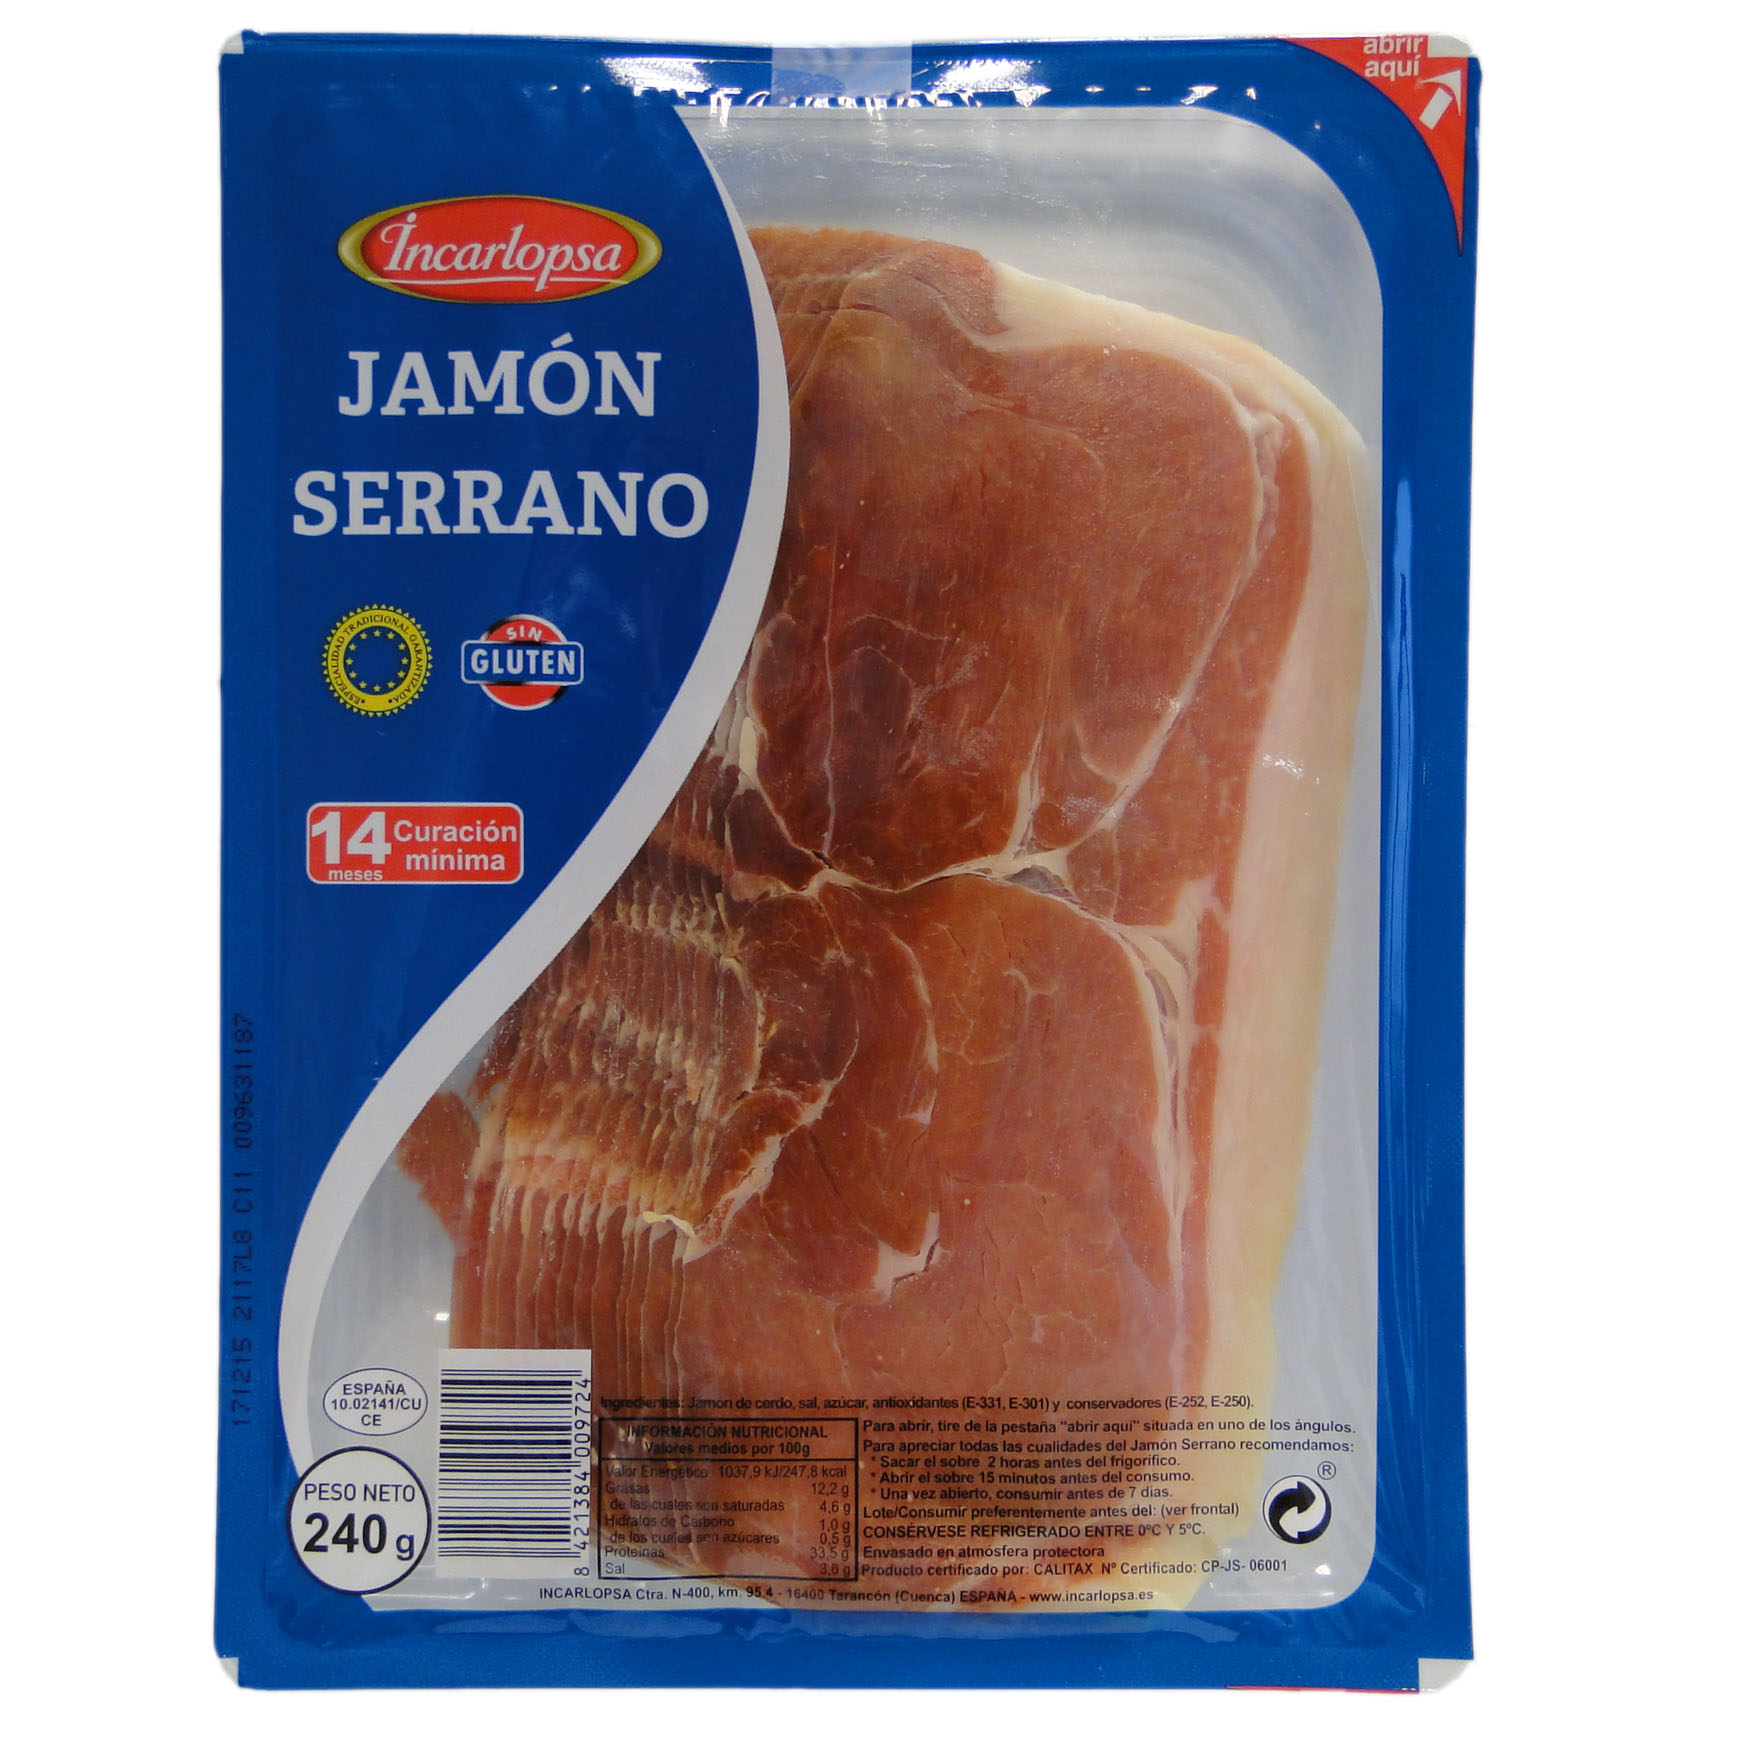 abrir
aquí
Incarlopsa
JAMÓN
SERRANO
ESPECIALIDAD TRADICIONAL GARANTIZADA
SIN
GLUTEN
14 meses
Curación
mínima
171215 2117L8 C11 009631187
ESPAÑA
10.02141/CU
CE
PESO NETO
240 g
8 421384 009724
Ingredientes: Jamón de cerdo, sal, azúcar, antioxidantes (E-331, E-301) y conservadores (E-252, E-250).
INFORMACIÓN NUTRICIONAL
Valores medios por 100g
Valor Energético 1037,9 kJ/247,8 kcal
Grasas 12,2 g
de las cuales son saturadas 4,6 g
Hidratos de Carbono 1,0 g
de los cuales son azúcares 0,5 g
Proteínas 33,5 g
Sal 3,6 g
Para abrir, tire de la pestaña "abrir aquí" situada en uno de los ángulos.
Para apreciar todas las cualidades del Jamón Serrano recomendamos:
* Sacar el sobre 2 horas antes del frigorífico.
* Abrir el sobre 15 minutos antes del consumo.
* Una vez abierto, consumir antes de 7 días.
Lote/Consumir preferentemente antes del: (ver frontal)
CONSÉRVESE REFRIGERADO ENTRE 0ºC Y 5ºC.
Envasado en atmósfera protectora
Producto certificado por: CALITAX Nº Certificado: CP-JS- 06001
®
INCARLOPSA Ctra. N-400, km. 95.4 - 16400 Tarancón (Cuenca) ESPAÑA - www.incarlopsa.es